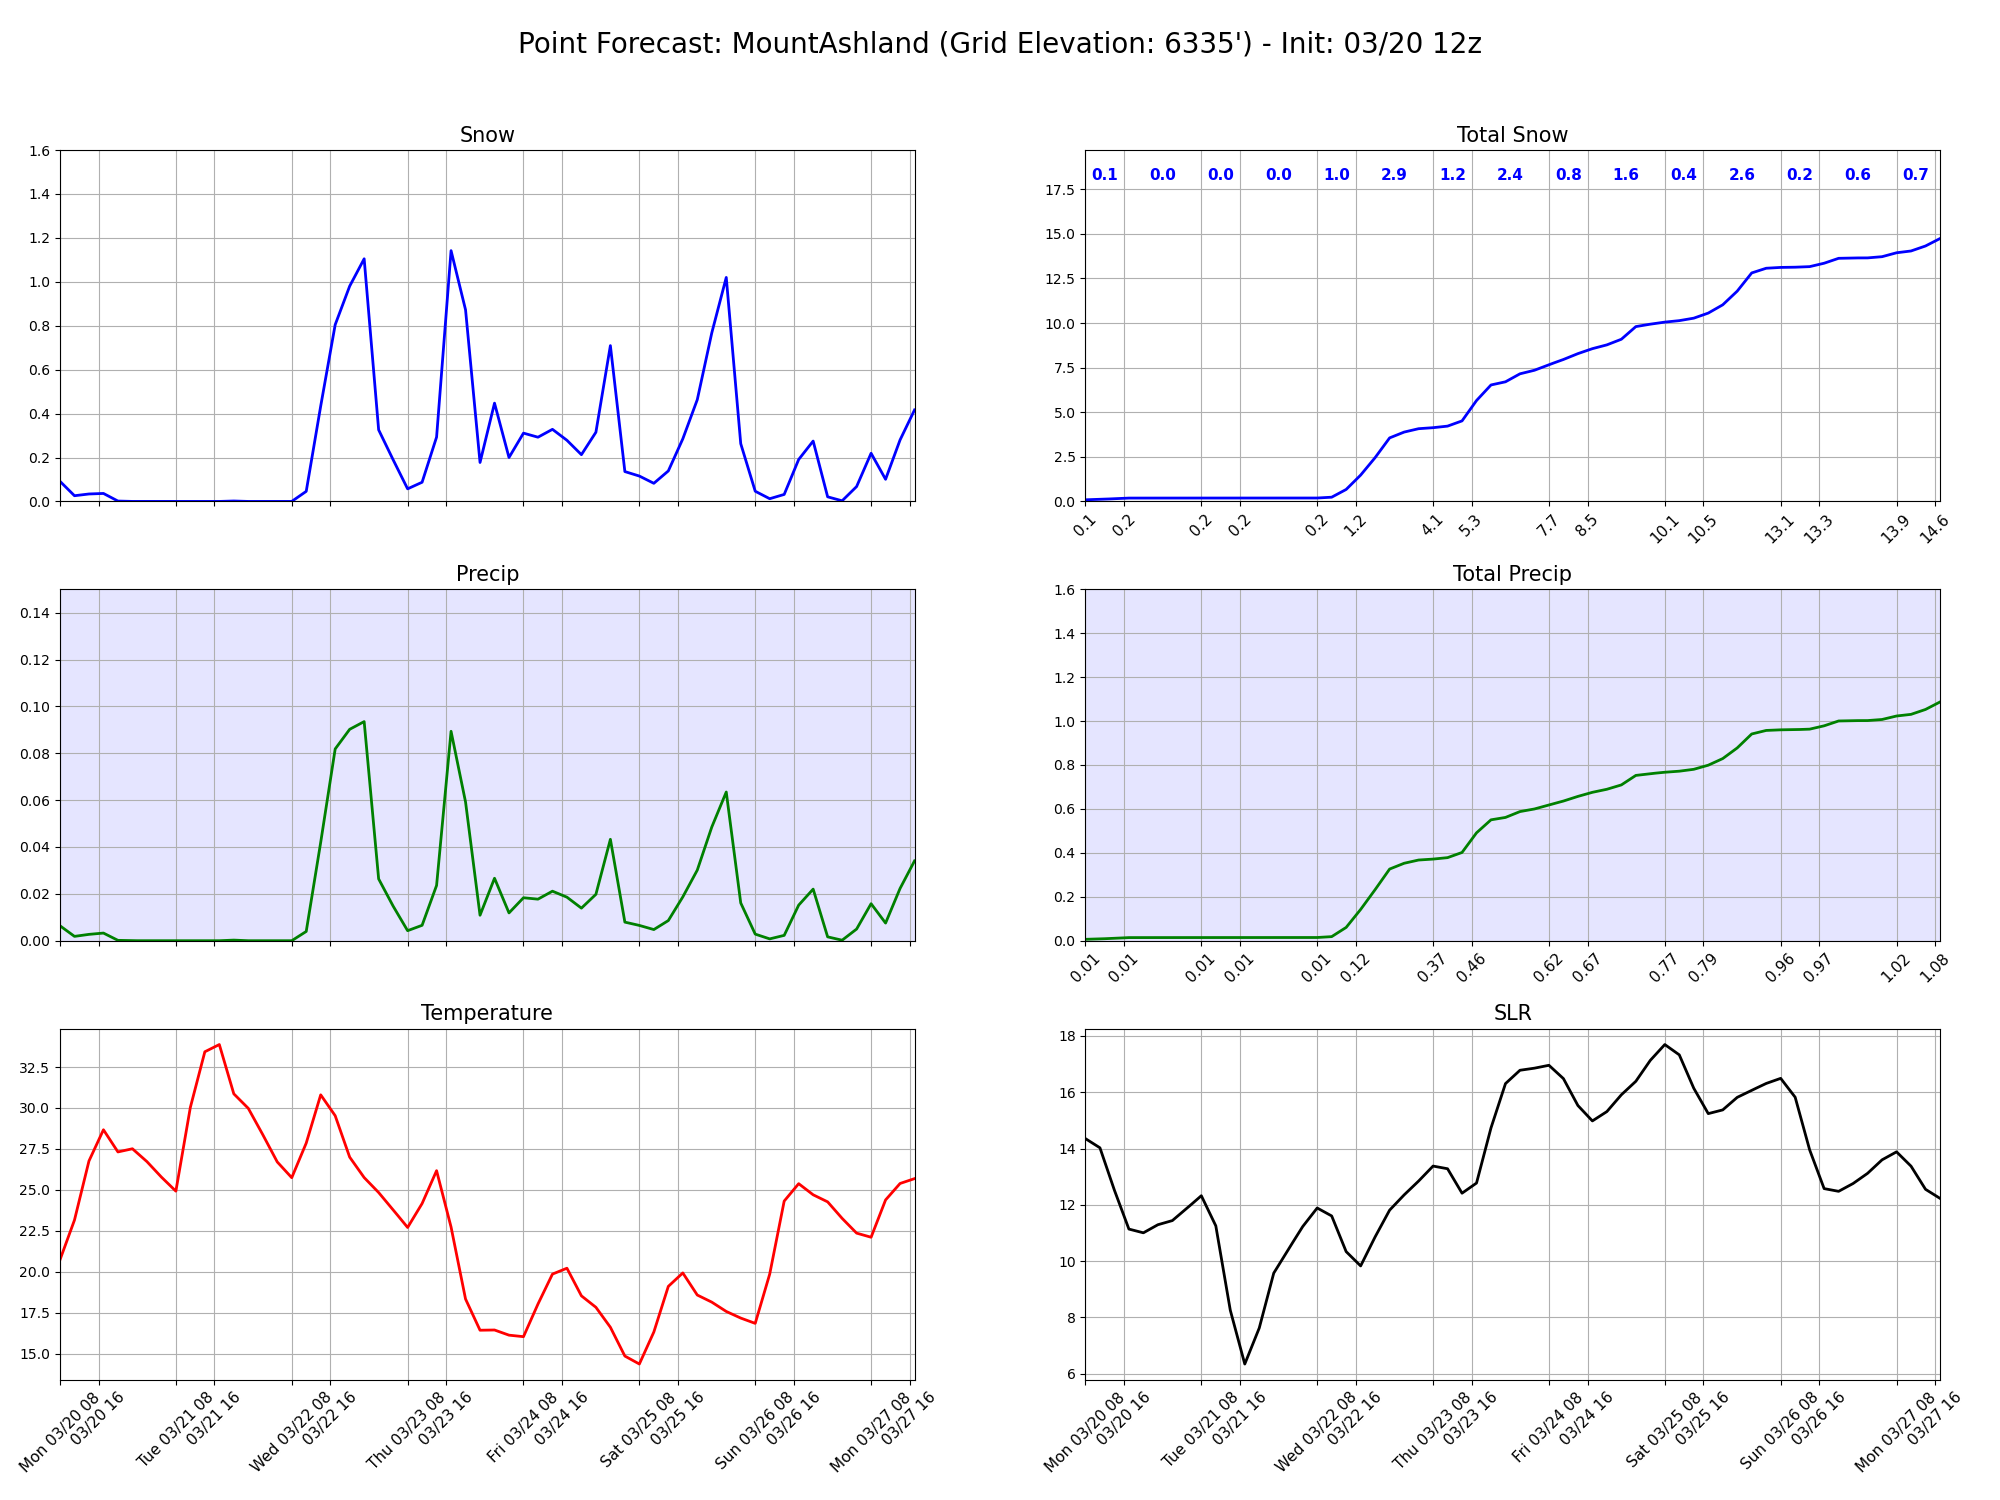 Point Forecast: MountAshland (Grid Elevation: 6335') - Init: 03/20 12z
Snow
1.6
1.4
1.2
1.0
0.8
0.6
0.4
0.2
0.0
Total Snow
0.1 0.0 0.0 0.0 1.0 2.9 1.2 2.4 0.8 1.6 0.4 2.6 0.2 0.6 0.7
17.5
15.0
12.5
10.0
7.5
5.0
2.5
0.0
0.1 0.2 0.2 0.2 0.2 1.2 4.1 5.3 7.7 8.5 10.1 10.5 13.1 13.3 13.9 14.6
Precip
0.14
0.12
0.10
0.08
0.06
0.04
0.02
0.00
Total Precip
1.6
1.4
1.2
1.0
0.8
0.6
0.4
0.2
0.0
0.01 0.01 0.01 0.01 0.01 0.12 0.37 0.46 0.62 0.67 0.77 0.79 0.96 0.97 1.02 1.08
Temperature
32.5
30.0
27.5
25.0
22.5
20.0
17.5
15.0
Mon 03/20 08
03/20 16
Tue 03/21 08
03/21 16
Wed 03/22 08
03/22 16
Thu 03/23 08
03/23 16
Fri 03/24 08
03/24 16
Sat 03/25 08
03/25 16
Sun 03/26 08
03/26 16
Mon 03/27 08
03/27 16
SLR
18
16
14
12
10
8
6
Mon 03/20 08
03/20 16
Tue 03/21 08
03/21 16
Wed 03/22 08
03/22 16
Thu 03/23 08
03/23 16
Fri 03/24 08
03/24 16
Sat 03/25 08
03/25 16
Sun 03/26 08
03/26 16
Mon 03/27 08
03/27 16